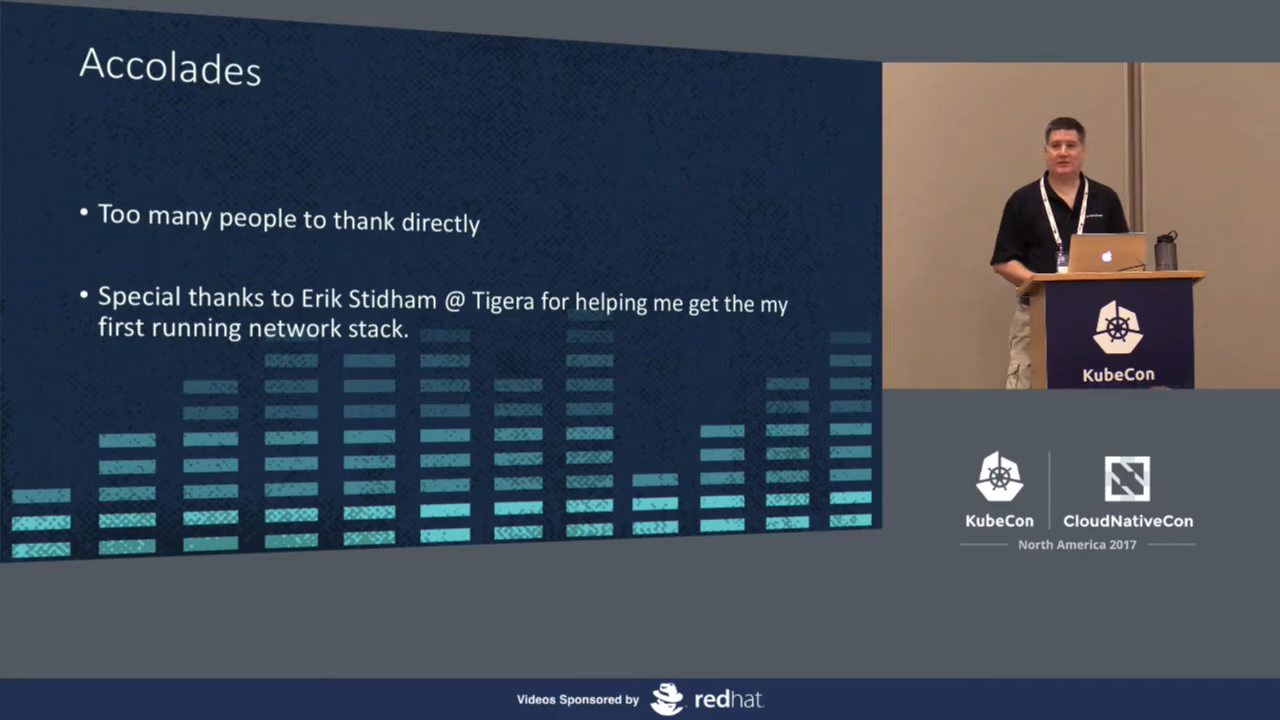 Accolades
• Too many people to thank directly
• Special thanks to Erik Stidham @ Tigera for helping me get the my
first running network stack.
KubeCon
KubeCon
CloudNativeCon
North America 2017
Videos Sponsored by
redhat